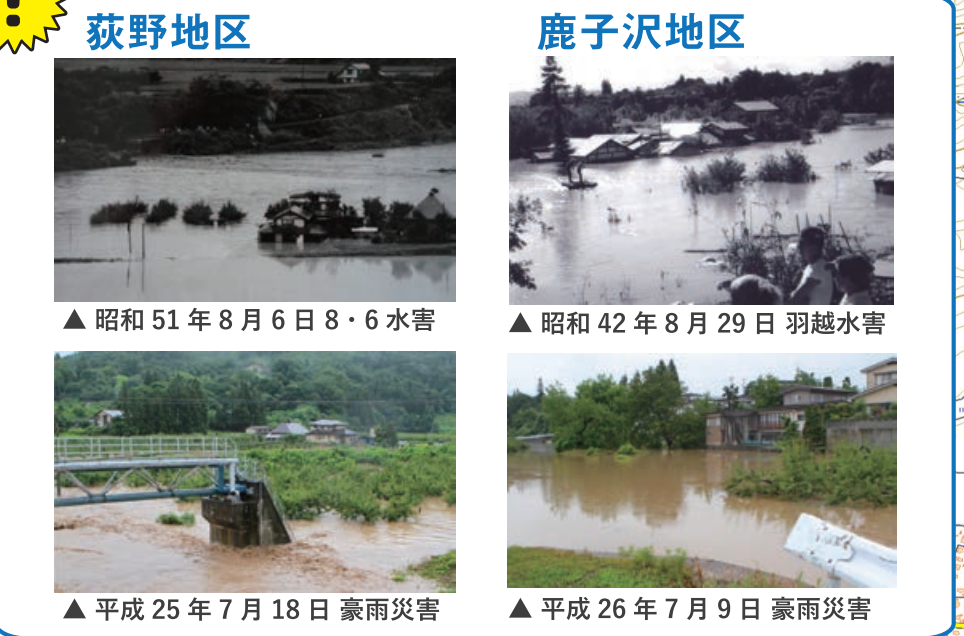 荻野地区
鹿子沢地区
▲ 昭和 51 年 8 月 6 日 8・6 水害
▲ 昭和 42 年 8 月 29 日 羽越水害
▲ 平成 25 年 7 月 18 日 豪雨災害
▲ 平成 26 年 7 月 9 日 豪雨災害